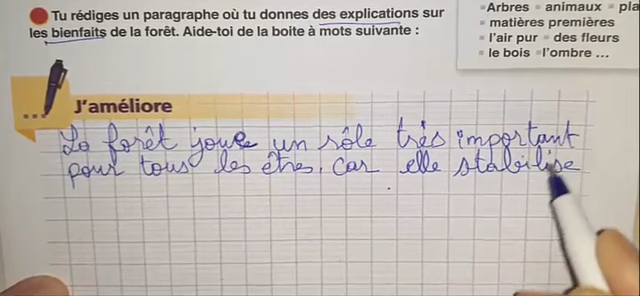 Tu rédiges un paragraphe où tu donnes des explications sur
les bienfaits de la forêt. Aide-toi de la boite à mots suivante :
Arbres animaux
matières premières
l'air pur des fleurs
le bois l'ombre ...
... J'améliore
La forêt joue un rôle très important
pour tous les êtres, car elle stabilise